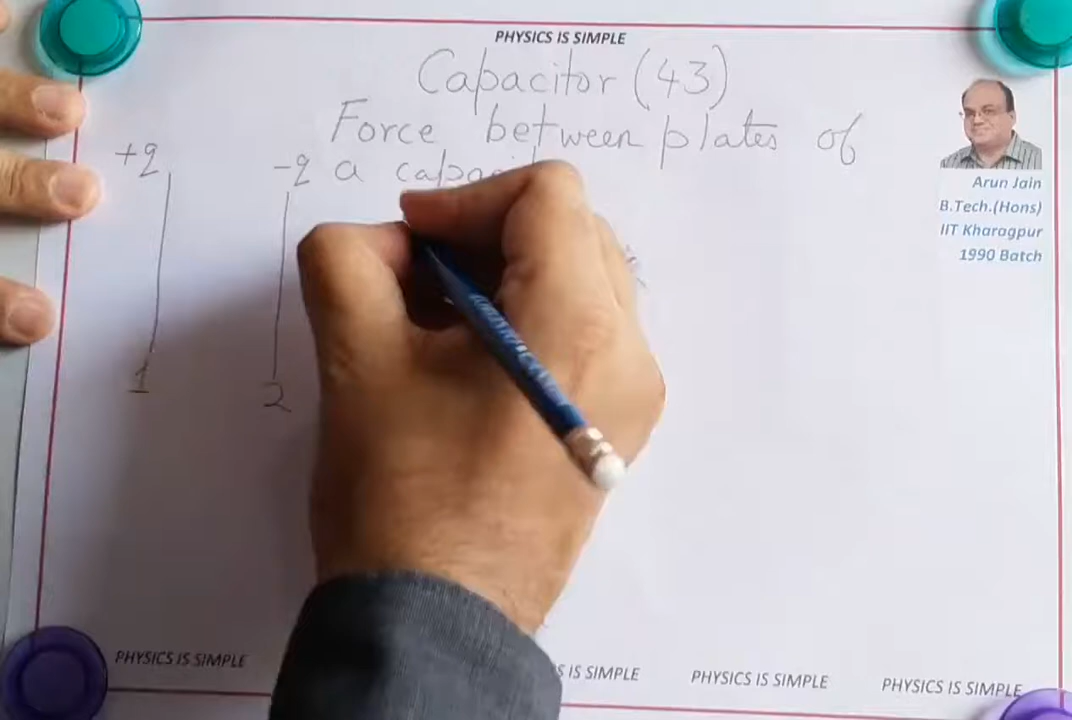 PHYSICS IS SIMPLE
Capacitor (43)
Force between plates of
a
+q
-q
1
2
Arun Jain
B.Tech.(Hons)
IIT Kharagpur
1990 Batch
PHYSICS IS SIMPLE
S IS SIMPLE
PHYSICS IS SIMPLE
PHYSICS IS SIMPLE